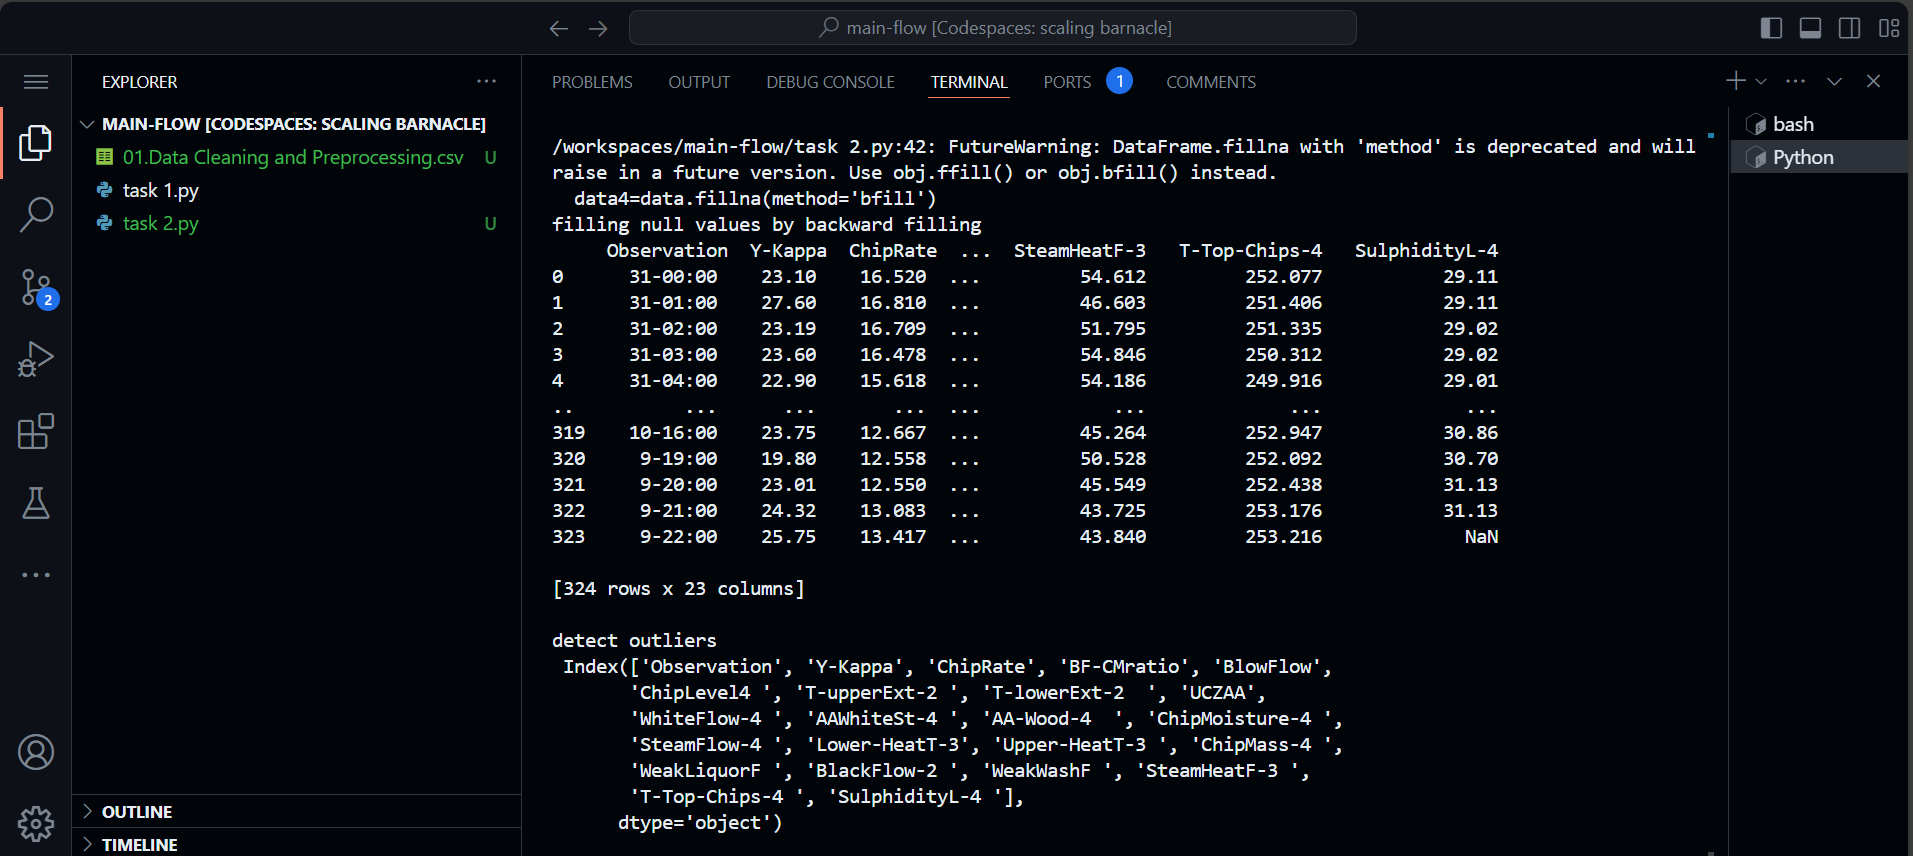 main-flow [Codespaces: scaling barnacle]
EXPLORER
MAIN-FLOW [CODESPACES: SCALING BARNACLE]
01.Data Cleaning and Preprocessing.csv U
task 1.py
task 2.py U
2
OUTLINE
TIMELINE
PROBLEMS OUTPUT DEBUG CONSOLE TERMINAL PORTS 1 COMMENTS
/workspaces/main-flow/task 2.py:42: FutureWarning: DataFrame.fillna with 'method' is deprecated and will
raise in a future version. Use obj.ffill() or obj.bfill() instead.
  data4=data.fillna(method='bfill')
filling null values by backward filling
     Observation  Y-Kappa  ChipRate  ...  SteamHeatF-3   T-Top-Chips-4   SulphidityL-4
0       31-00:00    23.10    16.520  ...         54.612         252.077           29.11
1       31-01:00    27.60    16.810  ...         46.603         251.406           29.11
2       31-02:00    23.19    16.709  ...         51.795         251.335           29.02
3       31-03:00    23.60    16.478  ...         54.846         250.312           29.02
4       31-04:00    22.90    15.618  ...         54.186         249.916           29.01
..           ...      ...       ...  ...            ...             ...             ...
319     10-16:00    23.75    12.667  ...         45.264         252.947           30.86
320      9-19:00    19.80    12.558  ...         50.528         252.092           30.70
321      9-20:00    23.01    12.550  ...         45.549         252.438           31.13
322      9-21:00    24.32    13.083  ...         43.725         253.176           31.13
323      9-22:00    25.75    13.417  ...         43.840         253.216             NaN
[324 rows x 23 columns]
detect outliers
 Index(['Observation', 'Y-Kappa', 'ChipRate', 'BF-CMratio', 'BlowFlow',
       'ChipLevel4 ', 'T-upperExt-2 ', 'T-lowerExt-2  ', 'UCZAA',
       'WhiteFlow-4 ', 'AAWhiteSt-4 ', 'AA-Wood-4  ', 'ChipMoisture-4 ',
       'SteamFlow-4 ', 'Lower-HeatT-3', 'Upper-HeatT-3 ', 'ChipMass-4 ',
       'WeakLiquorF ', 'BlackFlow-2 ', 'WeakWashF ', 'SteamHeatF-3 ',
       'T-Top-Chips-4 ', 'SulphidityL-4 '],
      dtype='object')
bash
Python